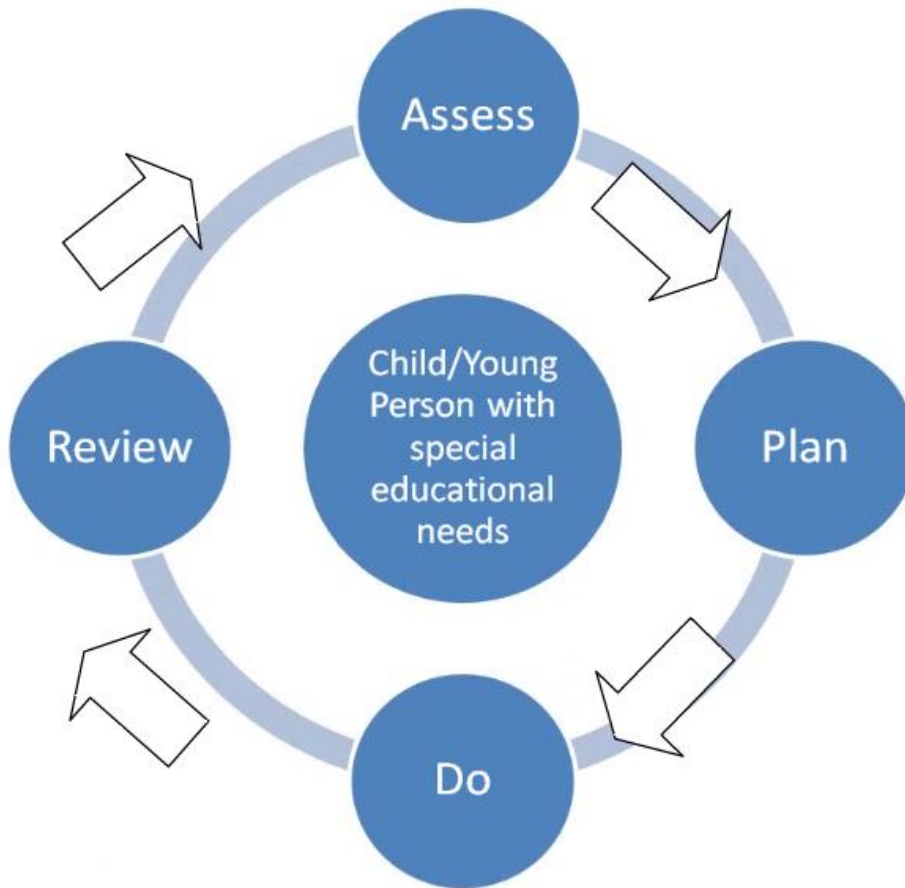 Assess
Child/Young
Person with
special
educational
needs
Review
Plan
Do